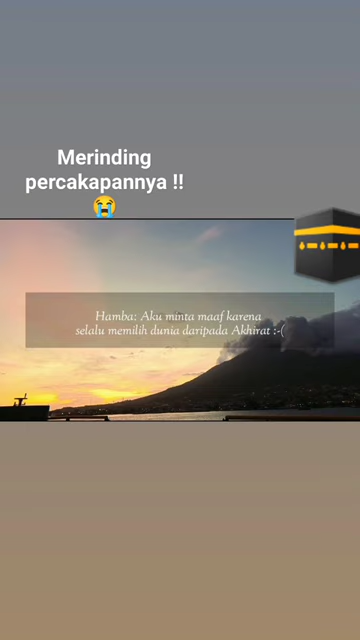 Merinding
percakapannya !!
😭
Hamba: Aku minta maaf karena
selalu memilih dunia daripada Akhirat :-(